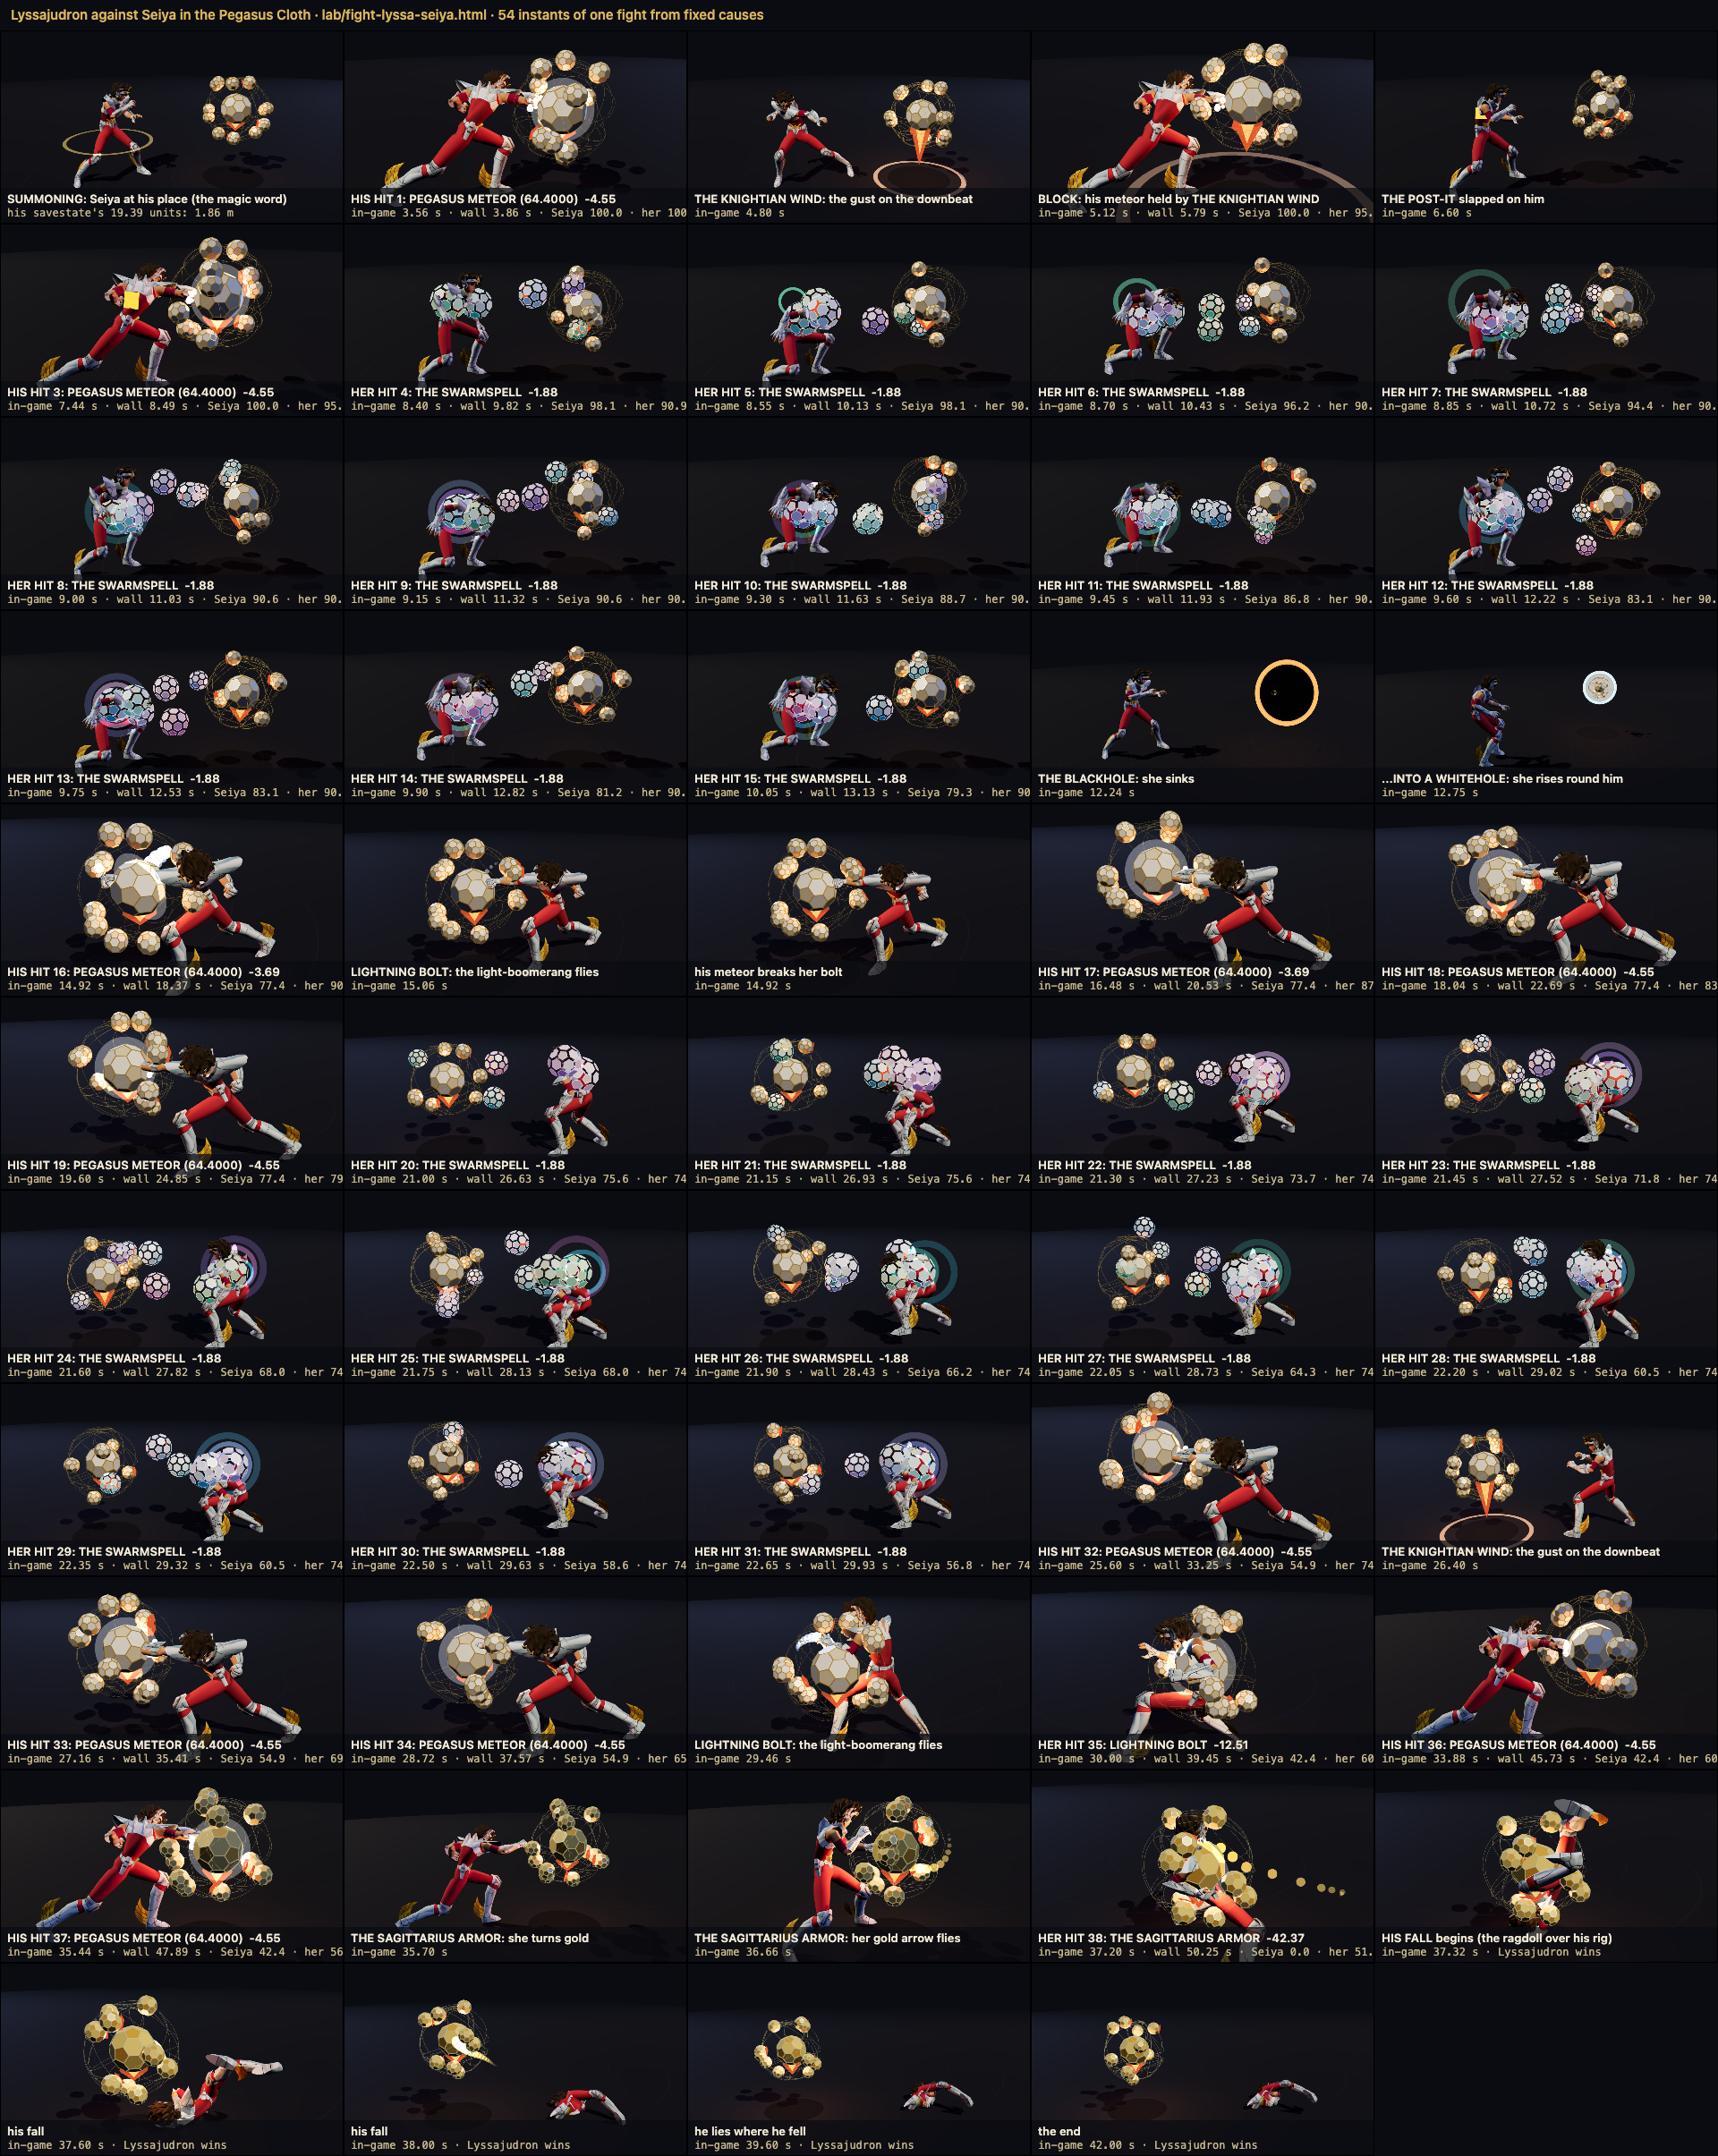 Lyssajudron against Seiya in the Pegasus Cloth · lab/fight-lyssa-seiya.html · 54 instants of one fight from fixed causes
SUMMONING: Seiya at his place (the magic word)
his savestate's 19.39 units: 1.86 m
HIS HIT 1: PEGASUS METEOR (64.4000) -4.55
in-game 3.56 s · wall 3.86 s · Seiya 100.0 · her 100
THE KNIGHTIAN WIND: the gust on the downbeat
in-game 4.80 s
BLOCK: his meteor held by THE KNIGHTIAN WIND
in-game 5.12 s · wall 5.79 s · Seiya 100.0 · her 95.
THE POST-IT slapped on him
in-game 6.60 s
HIS HIT 3: PEGASUS METEOR (64.4000) -4.55
in-game 7.44 s · wall 8.49 s · Seiya 100.0 · her 95.
HER HIT 4: THE SWARMSPELL -1.88
in-game 8.40 s · wall 9.82 s · Seiya 98.1 · her 90.9
HER HIT 5: THE SWARMSPELL -1.88
in-game 8.55 s · wall 10.13 s · Seiya 98.1 · her 90.
HER HIT 6: THE SWARMSPELL -1.88
in-game 8.70 s · wall 10.43 s · Seiya 96.2 · her 90.
HER HIT 7: THE SWARMSPELL -1.88
in-game 8.85 s · wall 10.72 s · Seiya 94.4 · her 90.
HER HIT 8: THE SWARMSPELL -1.88
in-game 9.00 s · wall 11.03 s · Seiya 90.6 · her 90.
HER HIT 9: THE SWARMSPELL -1.88
in-game 9.15 s · wall 11.32 s · Seiya 90.6 · her 90.
HER HIT 10: THE SWARMSPELL -1.88
in-game 9.30 s · wall 11.63 s · Seiya 88.7 · her 90.
HER HIT 11: THE SWARMSPELL -1.88
in-game 9.45 s · wall 11.93 s · Seiya 86.8 · her 90.
HER HIT 12: THE SWARMSPELL -1.88
in-game 9.60 s · wall 12.22 s · Seiya 83.1 · her 90.
HER HIT 13: THE SWARMSPELL -1.88
in-game 9.75 s · wall 12.53 s · Seiya 83.1 · her 90.
HER HIT 14: THE SWARMSPELL -1.88
in-game 9.90 s · wall 12.82 s · Seiya 81.2 · her 90.
HER HIT 15: THE SWARMSPELL -1.88
in-game 10.05 s · wall 13.13 s · Seiya 79.3 · her 90
THE BLACKHOLE: she sinks
in-game 12.24 s
...INTO A WHITEHOLE: she rises round him
in-game 12.75 s
HIS HIT 16: PEGASUS METEOR (64.4000) -3.69
in-game 14.92 s · wall 18.37 s · Seiya 77.4 · her 90
LIGHTNING BOLT: the light-boomerang flies
in-game 15.06 s
his meteor breaks her bolt
in-game 14.92 s
HIS HIT 17: PEGASUS METEOR (64.4000) -3.69
in-game 16.48 s · wall 20.53 s · Seiya 77.4 · her 87
HIS HIT 18: PEGASUS METEOR (64.4000) -4.55
in-game 18.04 s · wall 22.69 s · Seiya 77.4 · her 83
HIS HIT 19: PEGASUS METEOR (64.4000) -4.55
in-game 19.60 s · wall 24.85 s · Seiya 77.4 · her 79
HER HIT 20: THE SWARMSPELL -1.88
in-game 21.00 s · wall 26.63 s · Seiya 75.6 · her 74
HER HIT 21: THE SWARMSPELL -1.88
in-game 21.15 s · wall 26.93 s · Seiya 75.6 · her 74
HER HIT 22: THE SWARMSPELL -1.88
in-game 21.30 s · wall 27.23 s · Seiya 73.7 · her 74
HER HIT 23: THE SWARMSPELL -1.88
in-game 21.45 s · wall 27.52 s · Seiya 71.8 · her 74
HER HIT 24: THE SWARMSPELL -1.88
in-game 21.60 s · wall 27.82 s · Seiya 68.0 · her 74
HER HIT 25: THE SWARMSPELL -1.88
in-game 21.75 s · wall 28.13 s · Seiya 68.0 · her 74
HER HIT 26: THE SWARMSPELL -1.88
in-game 21.90 s · wall 28.43 s · Seiya 66.2 · her 74
HER HIT 27: THE SWARMSPELL -1.88
in-game 22.05 s · wall 28.73 s · Seiya 64.3 · her 74
HER HIT 28: THE SWARMSPELL -1.88
in-game 22.20 s · wall 29.02 s · Seiya 60.5 · her 74
HER HIT 29: THE SWARMSPELL -1.88
in-game 22.35 s · wall 29.32 s · Seiya 60.5 · her 74
HER HIT 30: THE SWARMSPELL -1.88
in-game 22.50 s · wall 29.63 s · Seiya 58.6 · her 74
HER HIT 31: THE SWARMSPELL -1.88
in-game 22.65 s · wall 29.93 s · Seiya 56.8 · her 74
HIS HIT 32: PEGASUS METEOR (64.4000) -4.55
in-game 25.60 s · wall 33.25 s · Seiya 54.9 · her 74
THE KNIGHTIAN WIND: the gust on the downbeat
in-game 26.40 s
HIS HIT 33: PEGASUS METEOR (64.4000) -4.55
in-game 27.16 s · wall 35.41 s · Seiya 54.9 · her 69
HIS HIT 34: PEGASUS METEOR (64.4000) -4.55
in-game 28.72 s · wall 37.57 s · Seiya 54.9 · her 65
LIGHTNING BOLT: the light-boomerang flies
in-game 29.46 s
HER HIT 35: LIGHTNING BOLT -12.51
in-game 30.00 s · wall 39.45 s · Seiya 42.4 · her 60
HIS HIT 36: PEGASUS METEOR (64.4000) -4.55
in-game 33.88 s · wall 45.73 s · Seiya 42.4 · her 60
HIS HIT 37: PEGASUS METEOR (64.4000) -4.55
in-game 35.44 s · wall 47.89 s · Seiya 42.4 · her 56
THE SAGITTARIUS ARMOR: she turns gold
in-game 35.70 s
THE SAGITTARIUS ARMOR: her gold arrow flies
in-game 36.66 s
HER HIT 38: THE SAGITTARIUS ARMOR -42.37
in-game 37.20 s · wall 50.25 s · Seiya 0.0 · her 51.
HIS FALL begins (the ragdoll over his rig)
in-game 37.32 s · Lyssajudron wins
his fall
in-game 37.60 s · Lyssajudron wins
his fall
in-game 38.00 s · Lyssajudron wins
he lies where he fell
in-game 39.60 s · Lyssajudron wins
the end
in-game 42.00 s · Lyssajudron wins